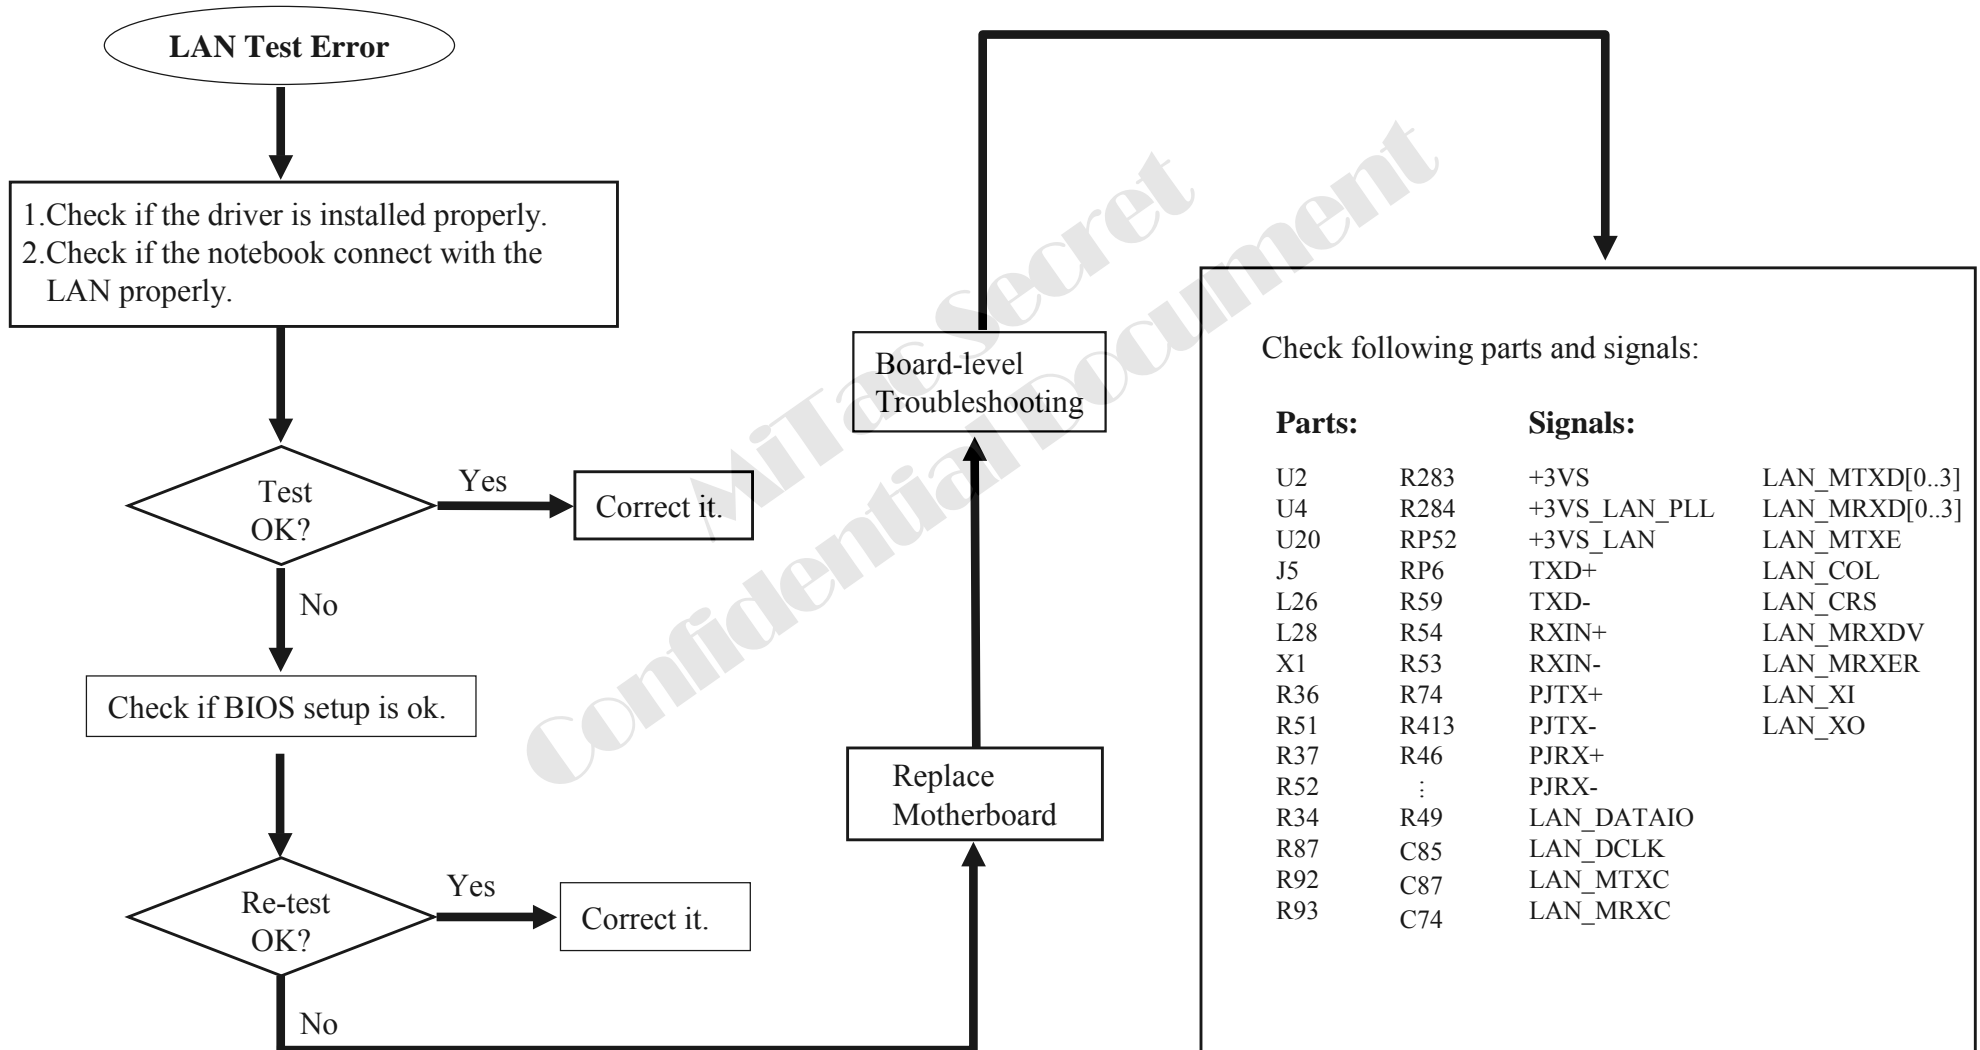 LAN Test Error
1.Check if the driver is installed properly.
2.Check if the notebook connect with the
LAN properly.
Test
OK?
Yes
Correct it.
No
Check if BIOS setup is ok.
Re-test
OK?
Yes
Correct it.
No
Replace
Motherboard
Board-level
Troubleshooting
Check following parts and signals:
Parts:
U2
U4
U20
J5
L26
L28
X1
R36
R51
R37
R52
R34
R87
R92
R93
R283
R284
RP52
RP6
R59
R54
R53
R74
R413
R46
⋮
R49
C85
C87
C74
Signals:
+3VS
+3VS_LAN_PLL
+3VS_LAN
TXD+
TXD-
RXIN+
RXIN-
PJTX+
PJTX-
PJRX+
PJRX-
LAN_DATAIO
LAN_DCLK
LAN_MTXC
LAN_MRXC
LAN_MTXD[0..3]
LAN_MRXD[0..3]
LAN_MTXE
LAN_COL
LAN_CRS
LAN_MRXDV
LAN_MRXER
LAN_XI
LAN_XO
MiTac Secret
Confidential Document